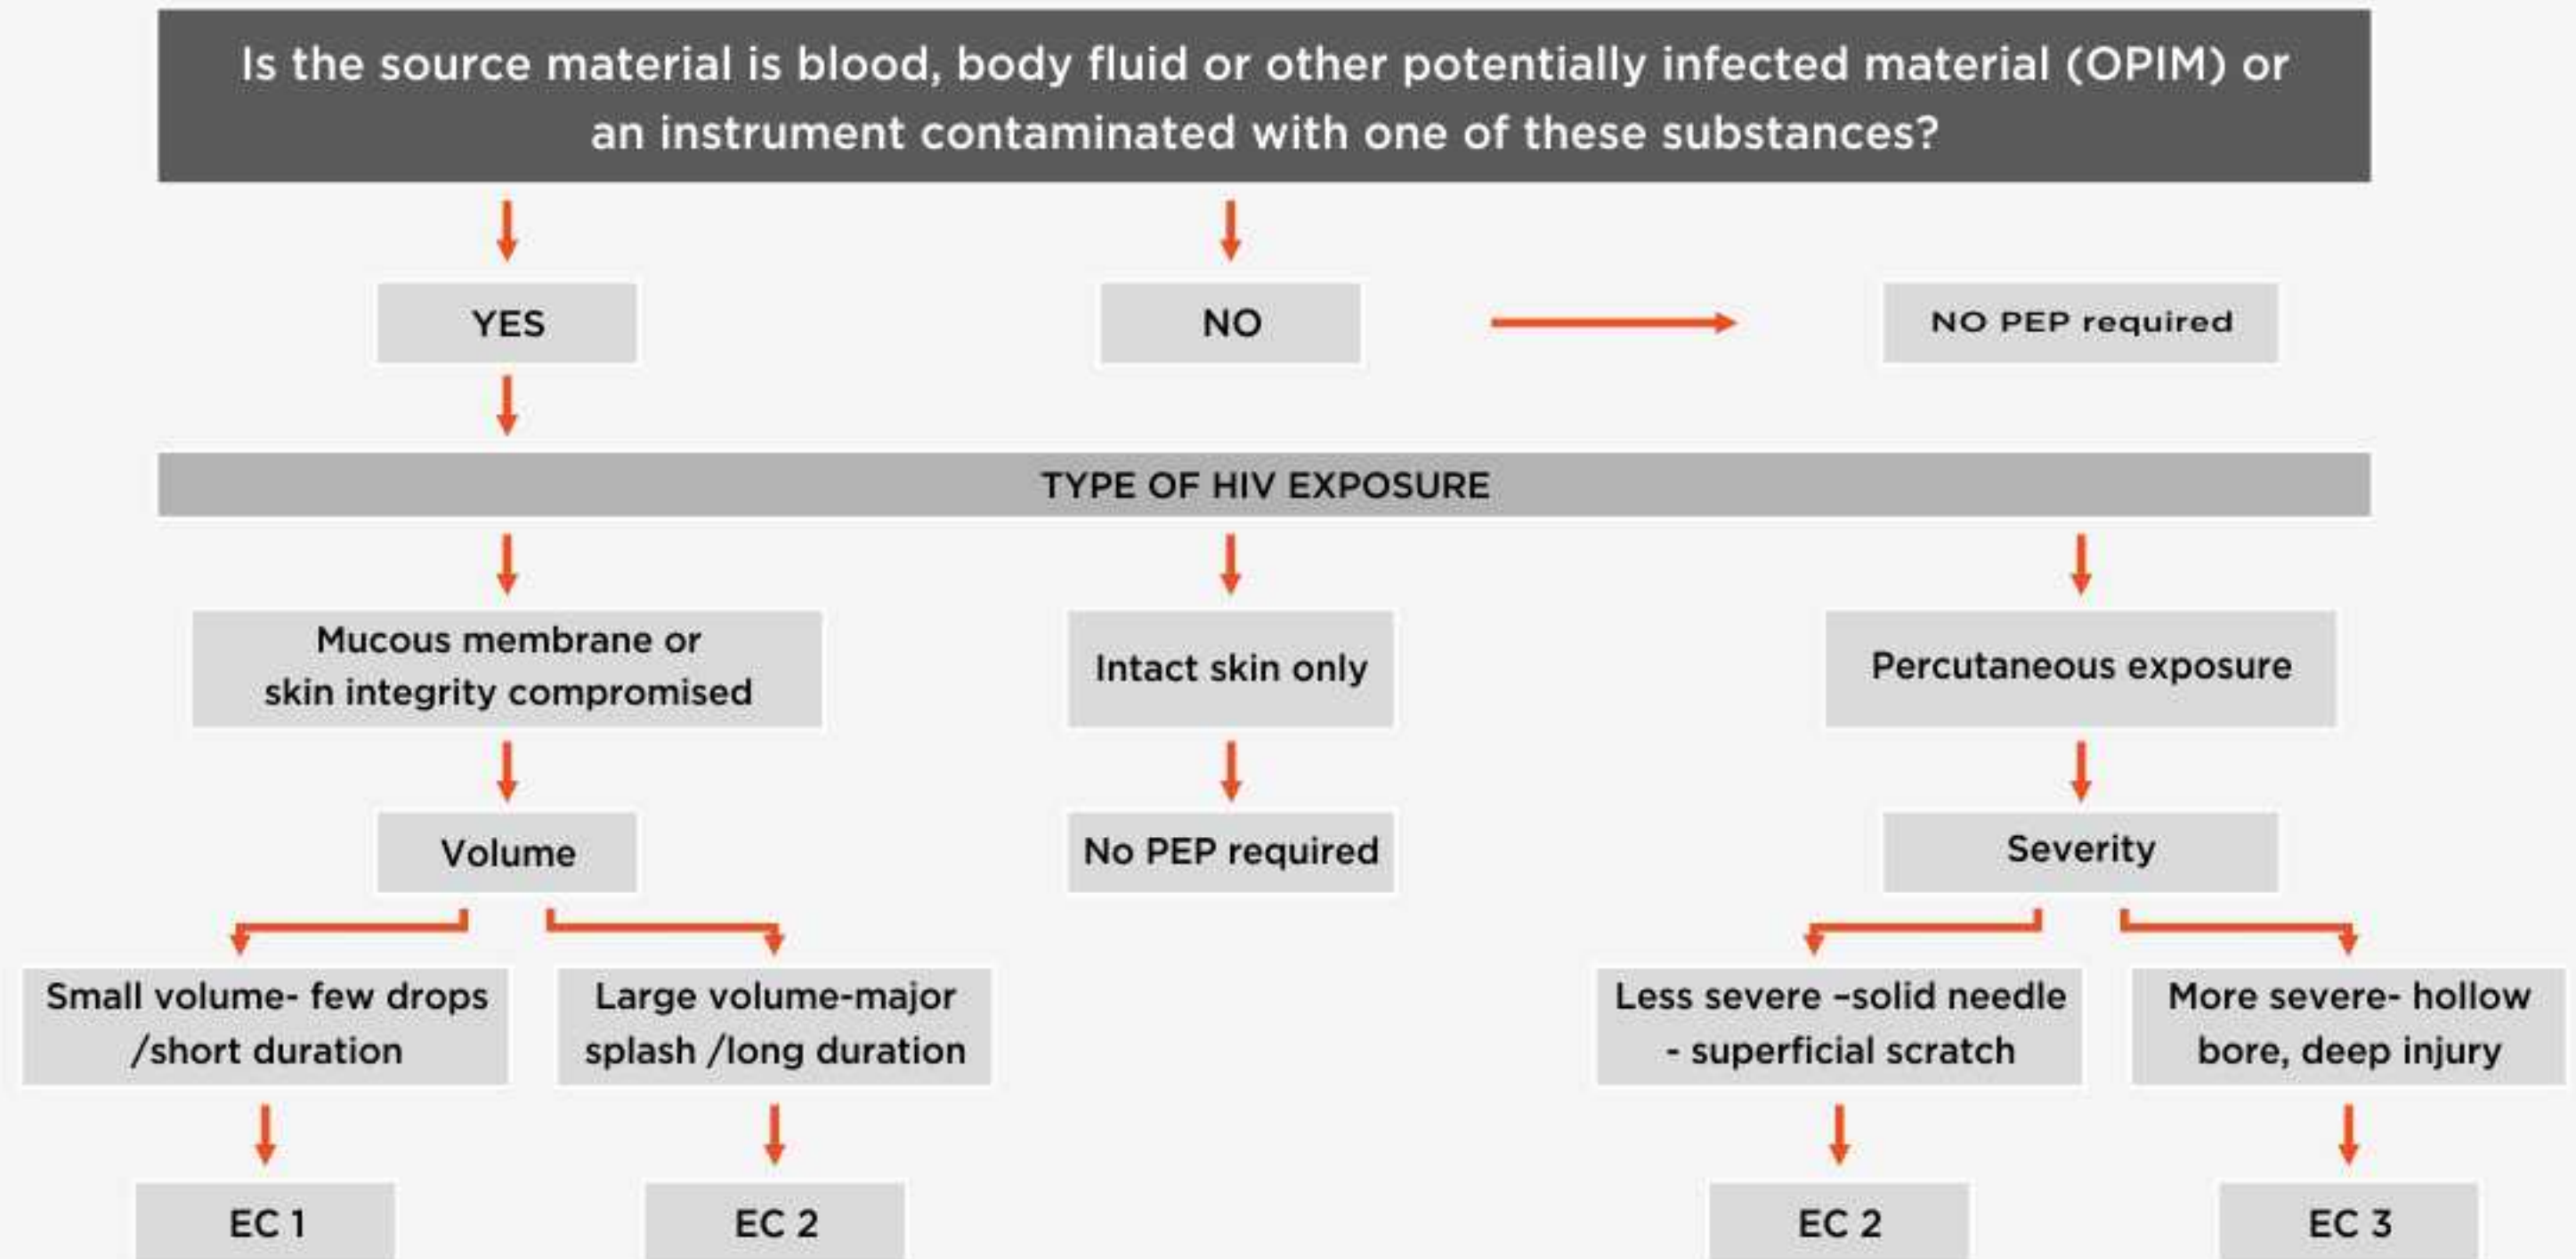 Is the source material is blood, body fluid or other potentially infected material (OPIM) or
an instrument contaminated with one of these substances?
YES
NO
NO PEP required
TYPE OF HIV EXPOSURE
Mucous membrane or
skin integrity compromised
Intact skin only
Percutaneous exposure
Volume
No PEP required
Severity
Small volume- few drops
/short duration
Large volume-major
splash /long duration
Less severe –solid needle
- superficial scratch
More severe- hollow
bore, deep injury
EC 1
EC 2
EC 2
EC 3